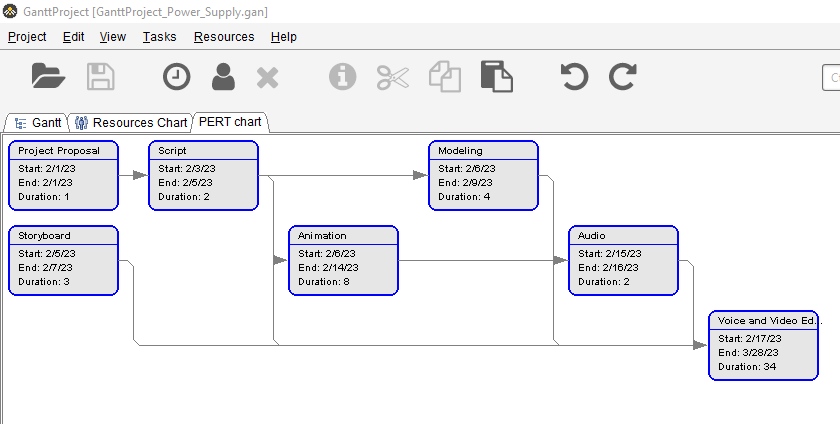 GanttProject [GanttProject_Power_Supply.gan]
Project Edit View Tasks Resources Help
Gantt Resources Chart PERT chart
Project Proposal
Start: 2/1/23
End: 2/1/23
Duration: 1
Script
Start: 2/3/23
End: 2/5/23
Duration: 2
Modeling
Start: 2/6/23
End: 2/9/23
Duration: 4
Storyboard
Start: 2/5/23
End: 2/7/23
Duration: 3
Animation
Start: 2/6/23
End: 2/14/23
Duration: 8
Audio
Start: 2/15/23
End: 2/16/23
Duration: 2
Voice and Video Ed...
Start: 2/17/23
End: 3/28/23
Duration: 34